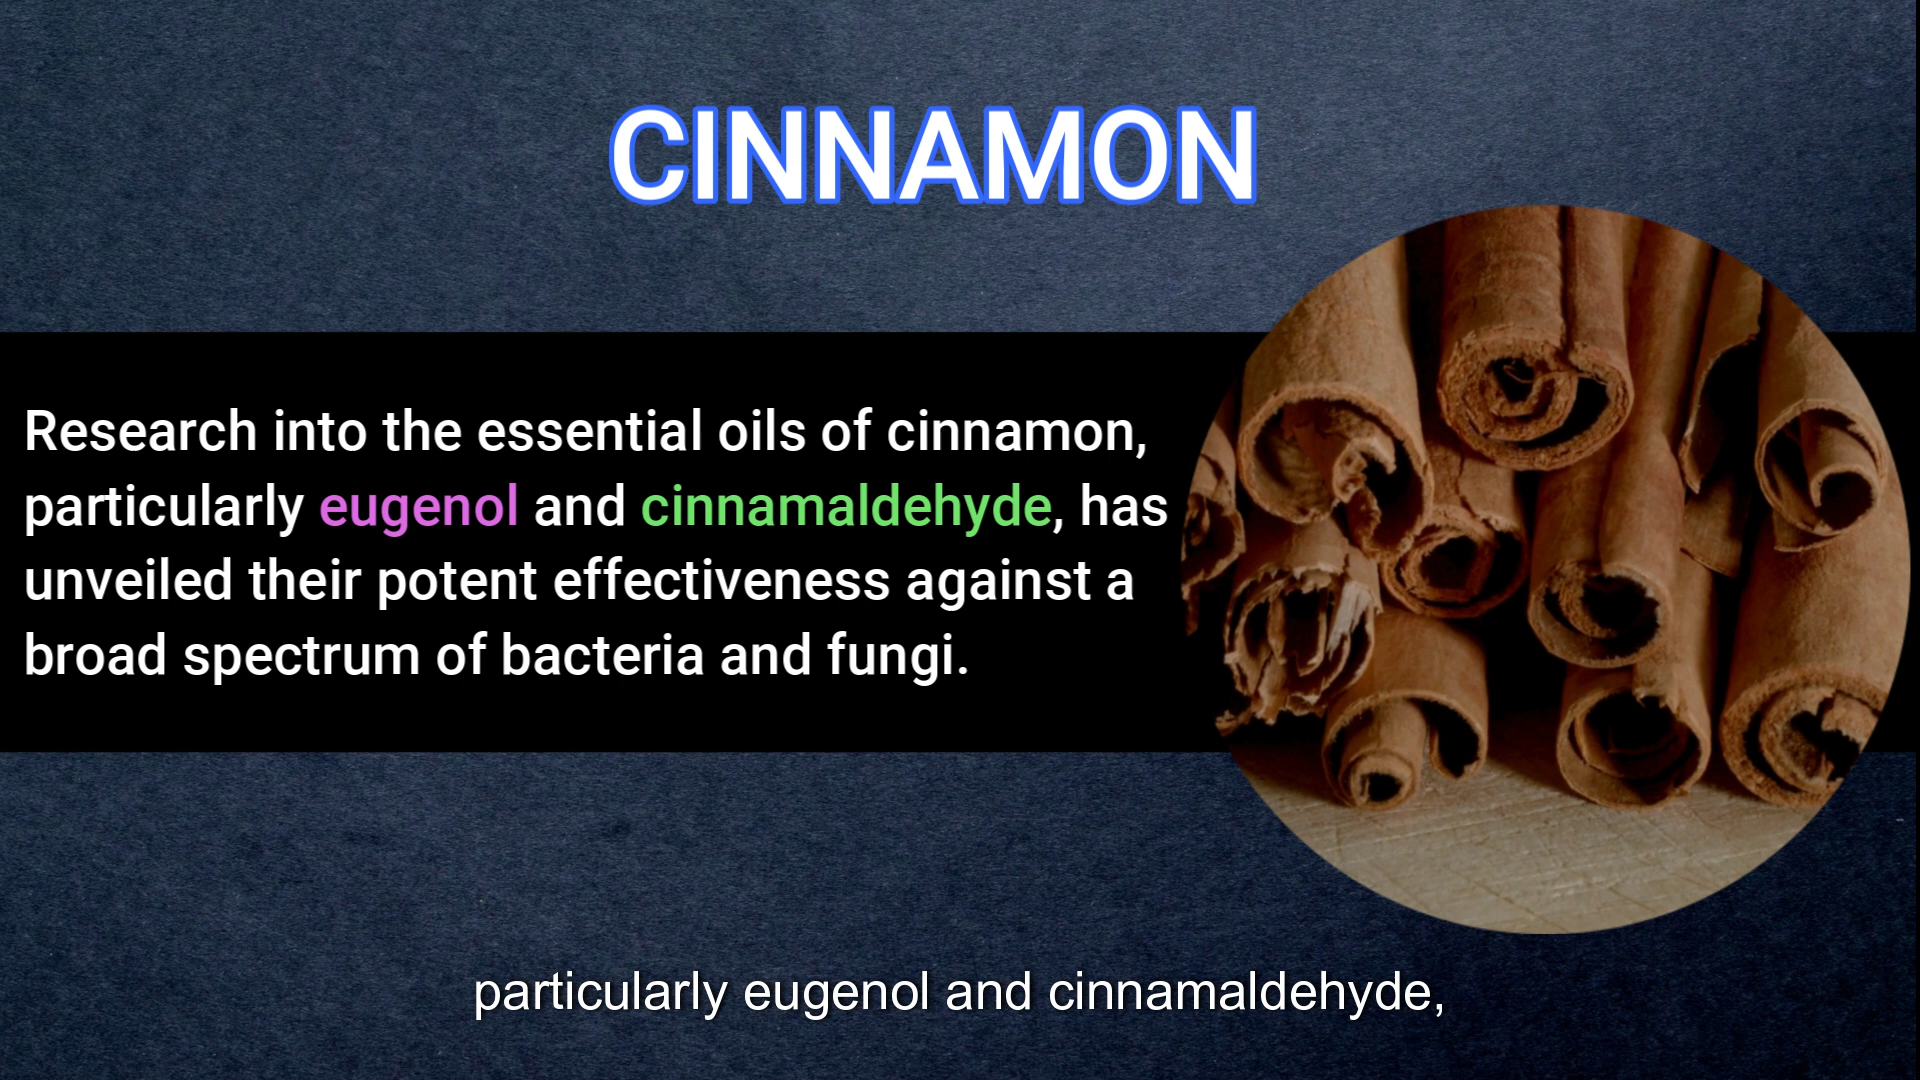 CINNAMON
Research into the essential oils of cinnamon,
particularly eugenol and cinnamaldehyde, has
unveiled their potent effectiveness against a
broad spectrum of bacteria and fungi.
particularly eugenol and cinnamaldehyde,